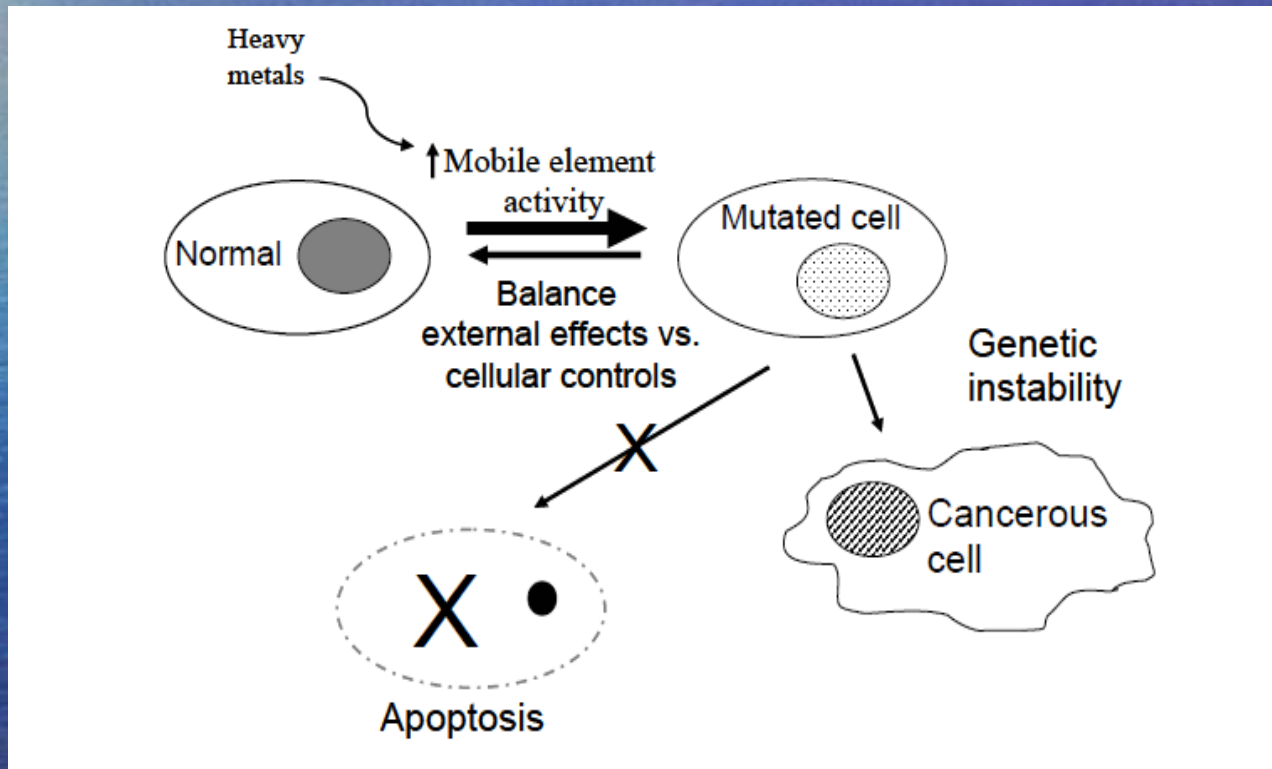 Heavy
metals
↑Mobile element
activity
Normal
Mutated cell
Balance
external effects vs.
cellular controls
Genetic
instability
X
Cancerous
cell
X
Apoptosis